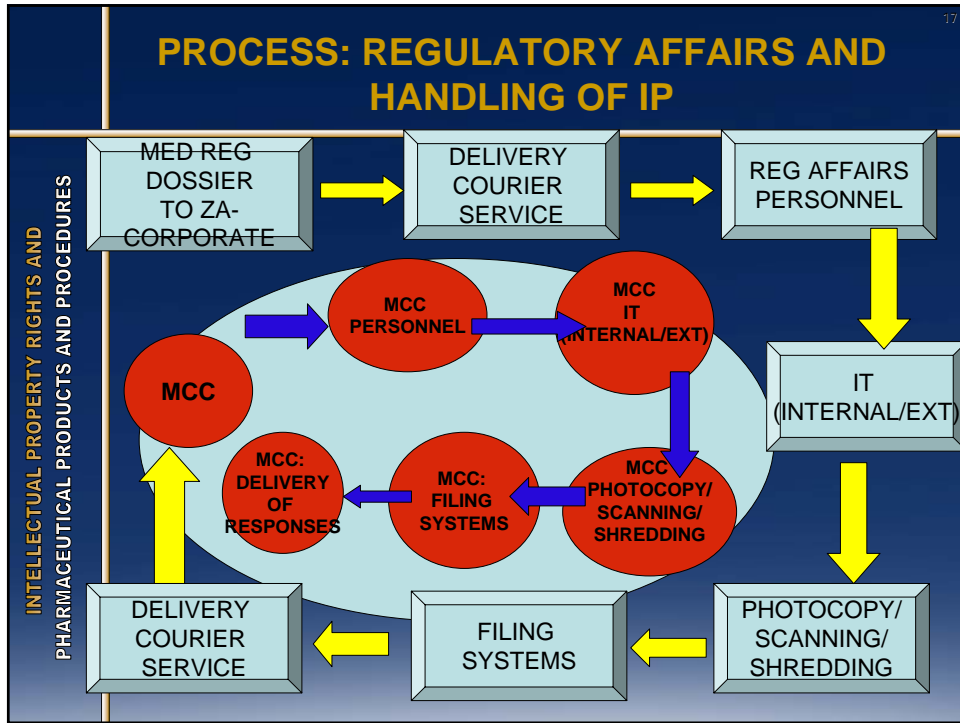 17
PROCESS: REGULATORY AFFAIRS AND
HANDLING OF IP
MED REG
DOSSIER
TO ZA-
CORPORATE
DELIVERY
COURIER
SERVICE
REG AFFAIRS
PERSONNEL
IT
(INTERNAL/EXT)
PHOTOCOPY/
SCANNING/
SHREDDING
FILING
SYSTEMS
DELIVERY
COURIER
SERVICE
MCC
MCC
PERSONNEL
MCC
IT
(INTERNAL/EXT)
MCC
PHOTOCOPY/
SCANNING/
SHREDDING
MCC:
FILING
SYSTEMS
MCC:
DELIVERY
OF
RESPONSES
INTELLECTUAL PROPERTY RIGHTS AND
PHARMACEUTICAL PRODUCTS AND PROCEDURES